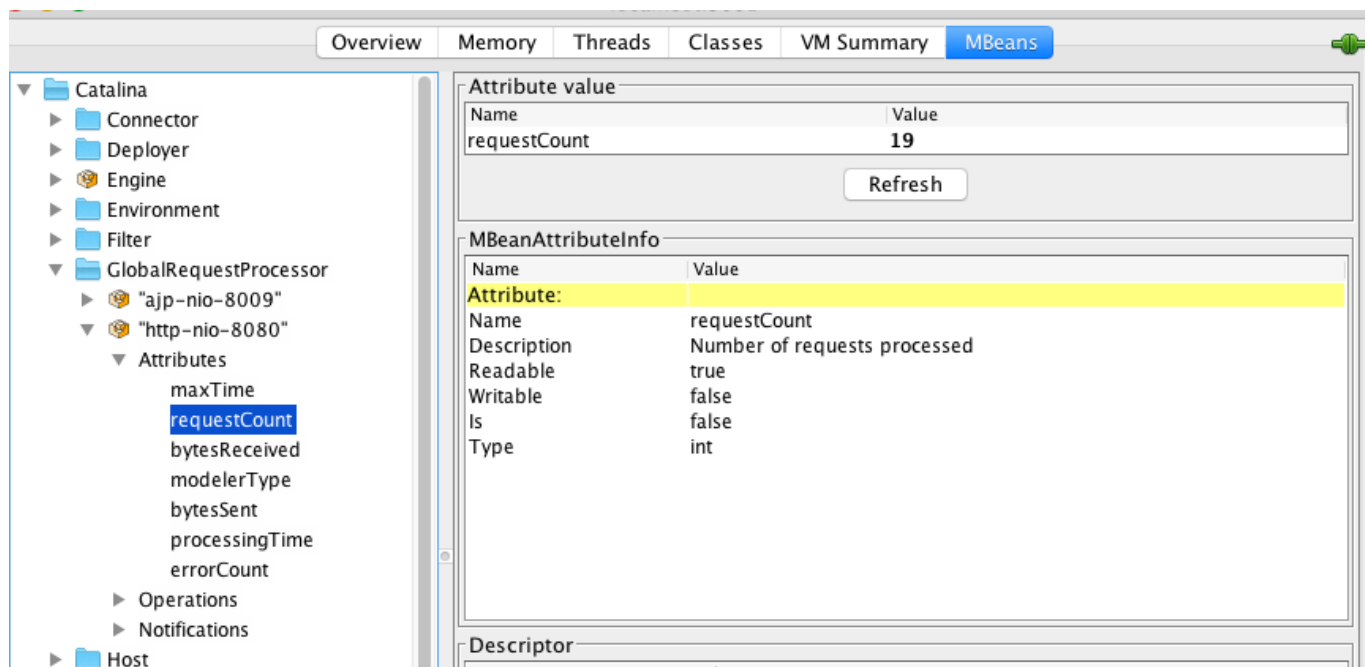 Overview Memory Threads Classes VM Summary MBeans
Catalina
Connector
Deployer
Engine
Environment
Filter
GlobalRequestProcessor
"ajp-nio-8009"
"http-nio-8080"
Attributes
maxTime
requestCount
bytesReceived
modelerType
bytesSent
processingTime
errorCount
Operations
Notifications
Host
Attribute value
Name Value
requestCount 19
Refresh
MBeanAttributeInfo
Name Value
Attribute:
Name requestCount
Description Number of requests processed
Readable true
Writable false
Is false
Type int
Descriptor